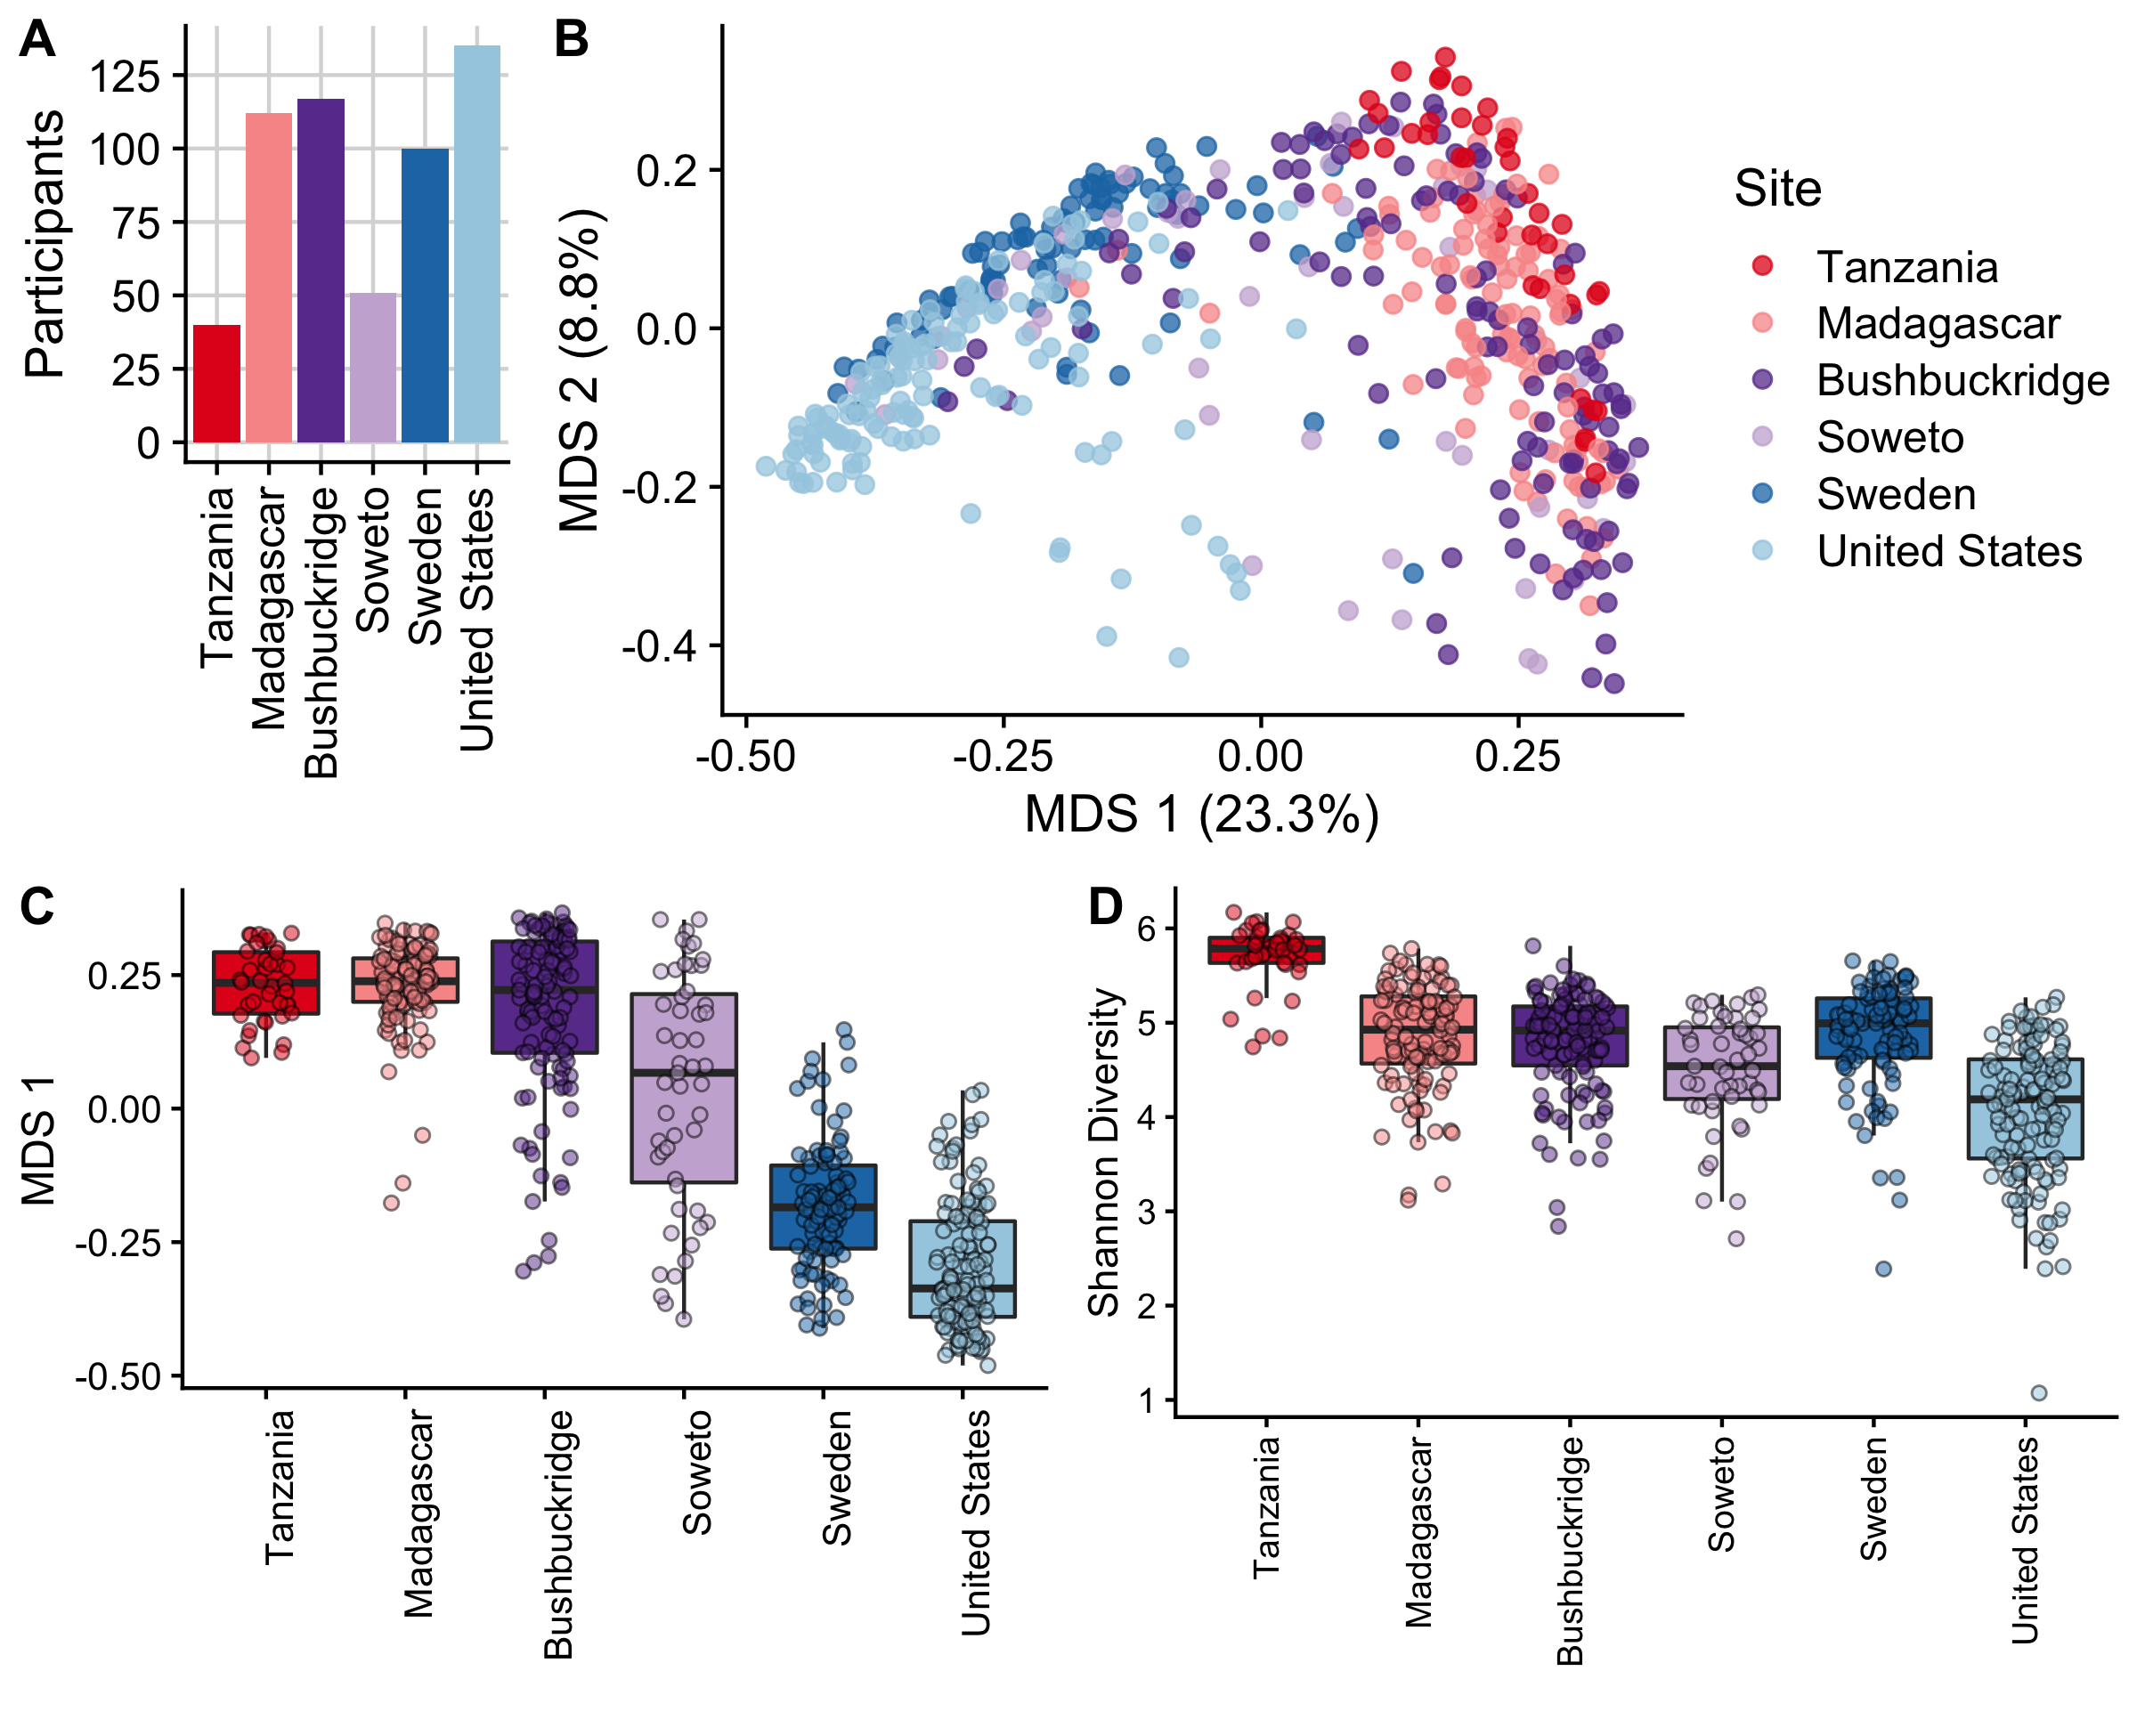 A
Participants
125
100
75
50
25
0
Tanzania
Madagascar
Bushbuckridge
Soweto
Sweden
United States
B
MDS 2 (8.8%)
0.2
0.0
-0.2
-0.4
-0.50
-0.25
0.00
0.25
MDS 1 (23.3%)
Site
Tanzania
Madagascar
Bushbuckridge
Soweto
Sweden
United States
C
MDS 1
0.25
0.00
-0.25
-0.50
Tanzania
Madagascar
Bushbuckridge
Soweto
Sweden
United States
D
Shannon Diversity
6
5
4
3
2
1
Tanzania
Madagascar
Bushbuckridge
Soweto
Sweden
United States